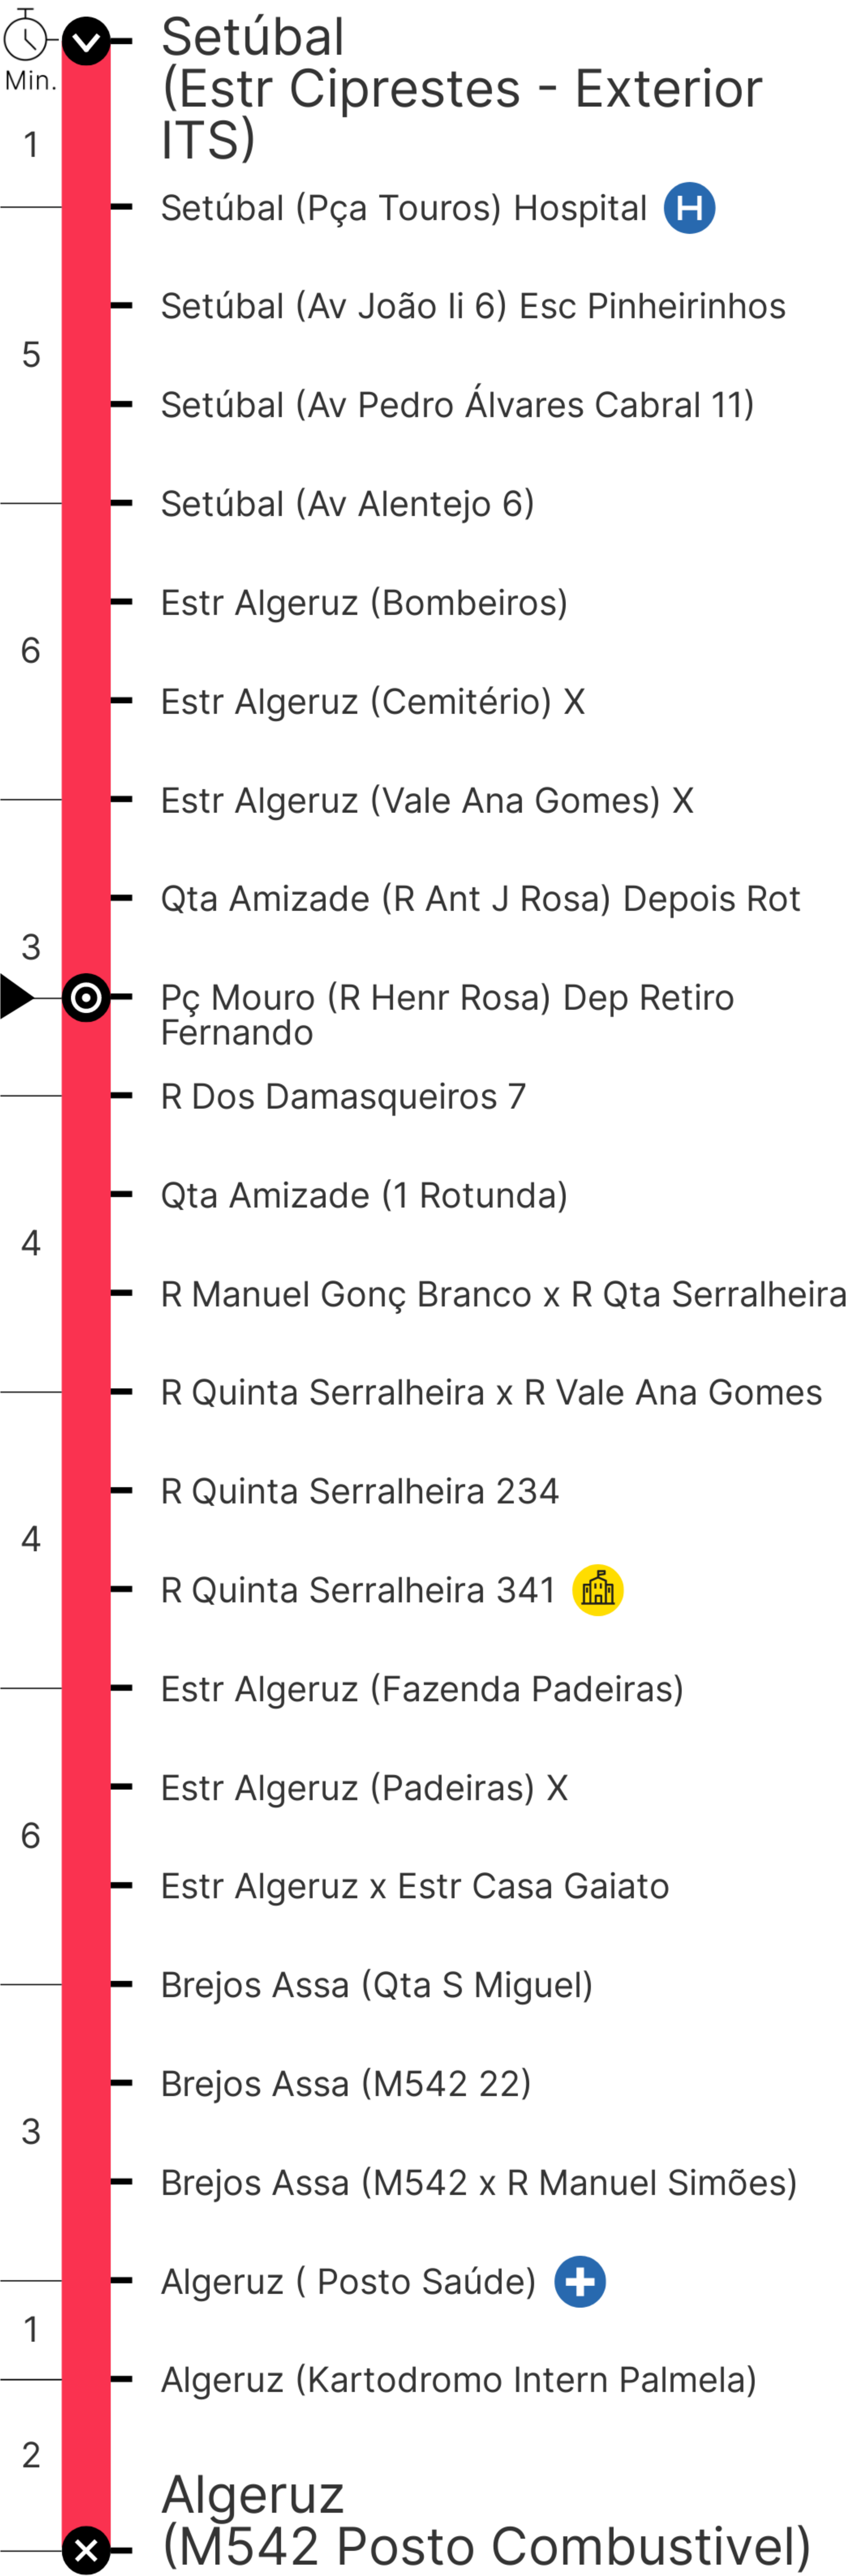 Min.
Setúbal
(Estr Ciprestes - Exterior
ITS)
1
Setúbal (Pça Touros) Hospital H
Setúbal (Av João Ii 6) Esc Pinheirinhos
5
Setúbal (Av Pedro Álvares Cabral 11)
Setúbal (Av Alentejo 6)
Estr Algeruz (Bombeiros)
6
Estr Algeruz (Cemitério) X
Estr Algeruz (Vale Ana Gomes) X
Qta Amizade (R Ant J Rosa) Depois Rot
3
Pç Mouro (R Henr Rosa) Dep Retiro
Fernando
R Dos Damasqueiros 7
Qta Amizade (1 Rotunda)
4
R Manuel Gonç Branco x R Qta Serralheira
R Quinta Serralheira x R Vale Ana Gomes
R Quinta Serralheira 234
4
R Quinta Serralheira 341
Estr Algeruz (Fazenda Padeiras)
Estr Algeruz (Padeiras) X
6
Estr Algeruz x Estr Casa Gaiato
Brejos Assa (Qta S Miguel)
Brejos Assa (M542 22)
3
Brejos Assa (M542 x R Manuel Simões)
Algeruz ( Posto Saúde)
1
Algeruz (Kartodromo Intern Palmela)
2
Algeruz
(M542 Posto Combustivel)